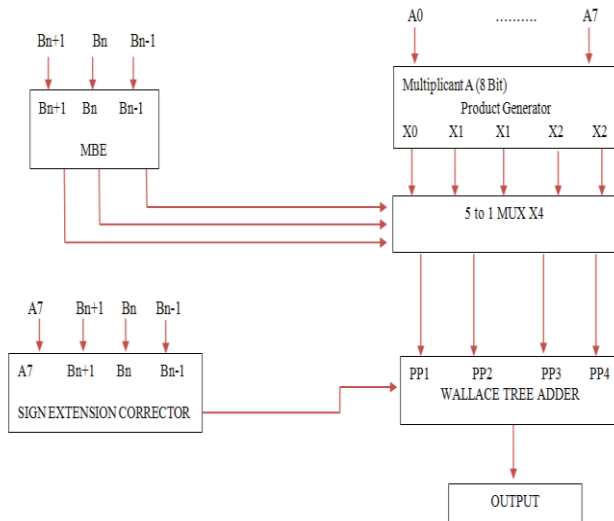 A0 .......... A7
Bn+1 Bn Bn-1
Multiplicant A (8 Bit)
Product Generator
X0 X1 X1 X2 X2
Bn+1 Bn Bn-1
MBE
5 to 1 MUX X4
A7 Bn+1 Bn Bn-1
A7 Bn+1 Bn Bn-1
SIGN EXTENSION CORRECTOR
PP1 PP2 PP3 PP4
WALLACE TREE ADDER
OUTPUT